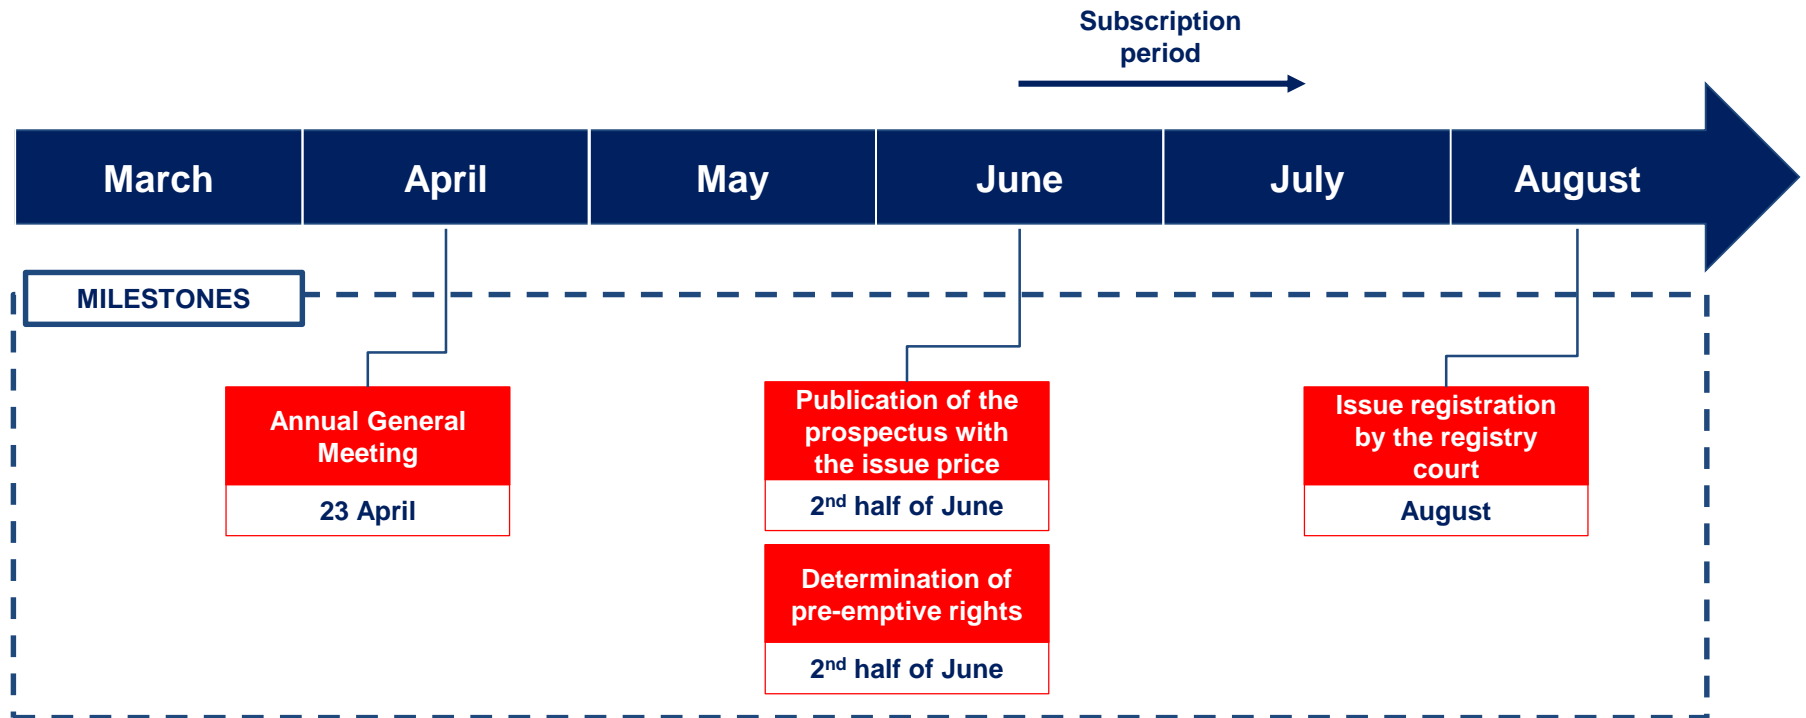 Subscription
period
March
April
May
June
July
August
MILESTONES
Annual General
Meeting
23 April
Publication of the
prospectus with
the issue price
2nd half of June
Determination of
pre-emptive rights
2nd half of June
Issue registration
by the registry
court
August